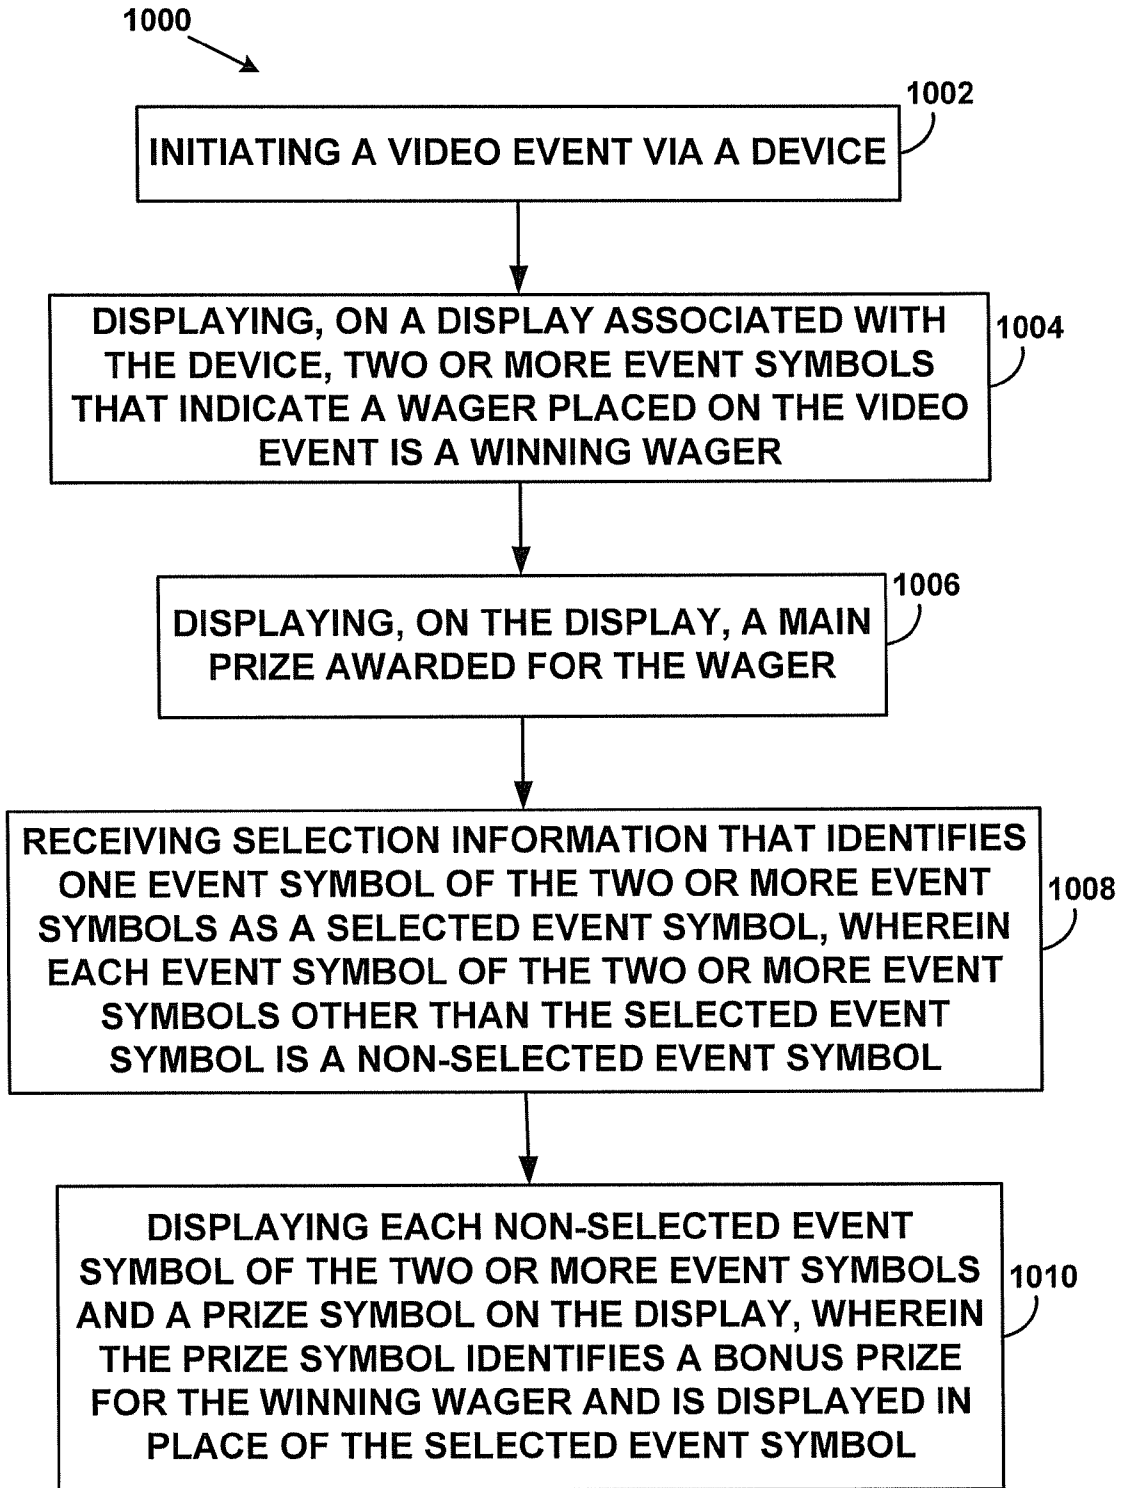 1000
1002
INITIATING A VIDEO EVENT VIA A DEVICE
DISPLAYING, ON A DISPLAY ASSOCIATED WITH
THE DEVICE, TWO OR MORE EVENT SYMBOLS
THAT INDICATE A WAGER PLACED ON THE VIDEO
EVENT IS A WINNING WAGER
1004
1006
DISPLAYING, ON THE DISPLAY, A MAIN
PRIZE AWARDED FOR THE WAGER
RECEIVING SELECTION INFORMATION THAT IDENTIFIES
ONE EVENT SYMBOL OF THE TWO OR MORE EVENT
SYMBOLS AS A SELECTED EVENT SYMBOL, WHEREIN
EACH EVENT SYMBOL OF THE TWO OR MORE EVENT
SYMBOLS OTHER THAN THE SELECTED EVENT
SYMBOL IS A NON-SELECTED EVENT SYMBOL
1008
DISPLAYING EACH NON-SELECTED EVENT
SYMBOL OF THE TWO OR MORE EVENT SYMBOLS
AND A PRIZE SYMBOL ON THE DISPLAY, WHEREIN
THE PRIZE SYMBOL IDENTIFIES A BONUS PRIZE
FOR THE WINNING WAGER AND IS DISPLAYED IN
PLACE OF THE SELECTED EVENT SYMBOL
1010